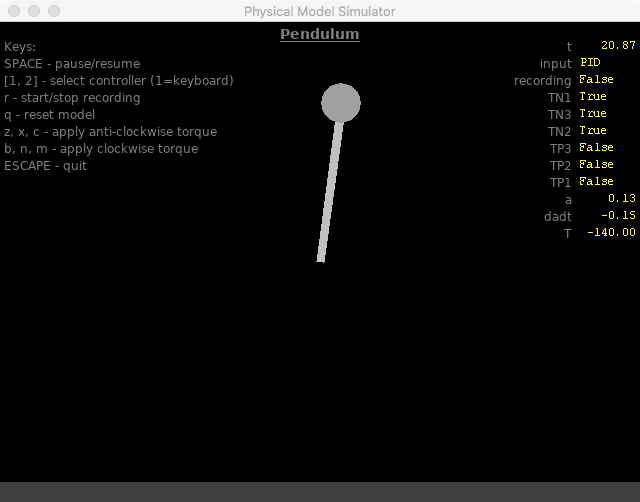 Physical Model Simulator
Pendulum
Keys:
SPACE - pause/resume
[1, 2] - select controller (1=keyboard)
r - start/stop recording
q - reset model
z, x, c - apply anti-clockwise torque
b, n, m - apply clockwise torque
ESCAPE - quit
t 20.87
input PID
recording False
TN1 True
TN3 True
TN2 True
TP3 False
TP2 False
TP1 False
a 0.13
dadt -0.15
T -140.00